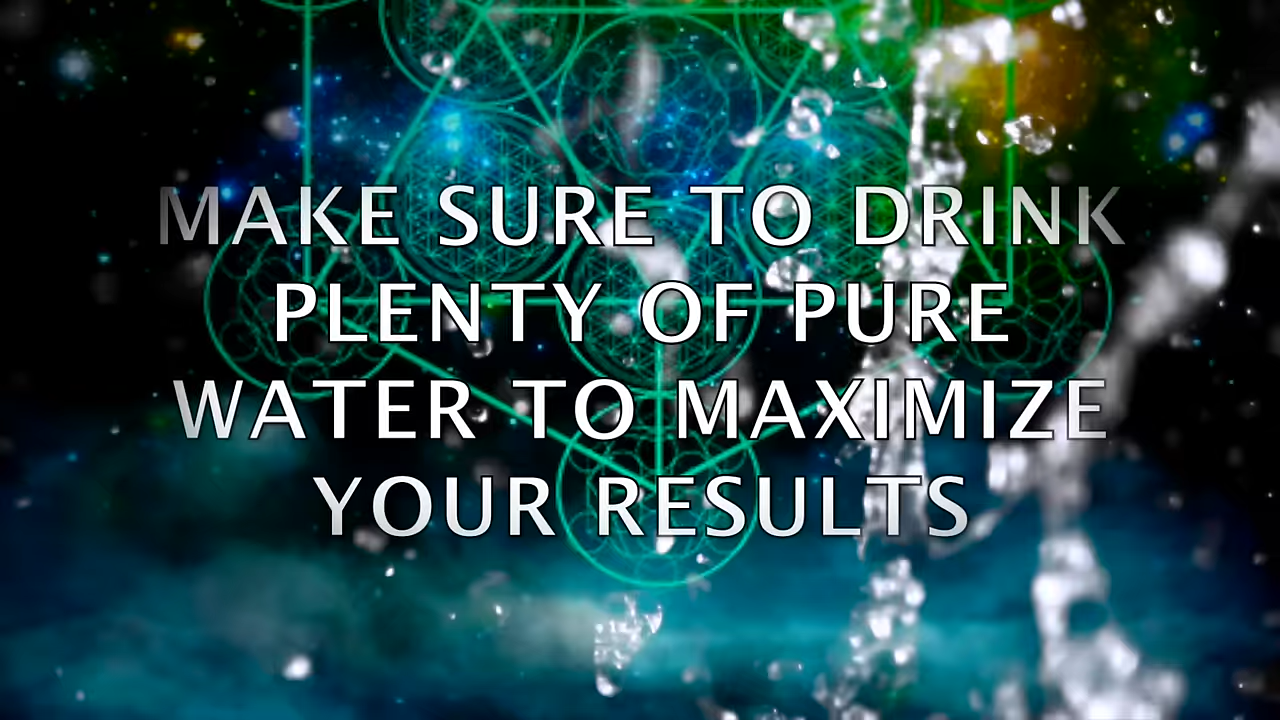 MAKE SURE TO DRINK
PLENTY OF PURE
WATER TO MAXIMIZE
YOUR RESULTS